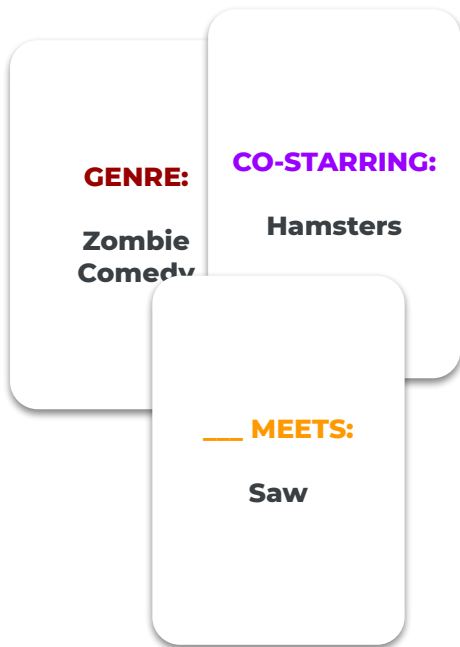 GENRE:
Zombie
Comedy
CO-STARRING:
Hamsters
___ MEETS:
Saw